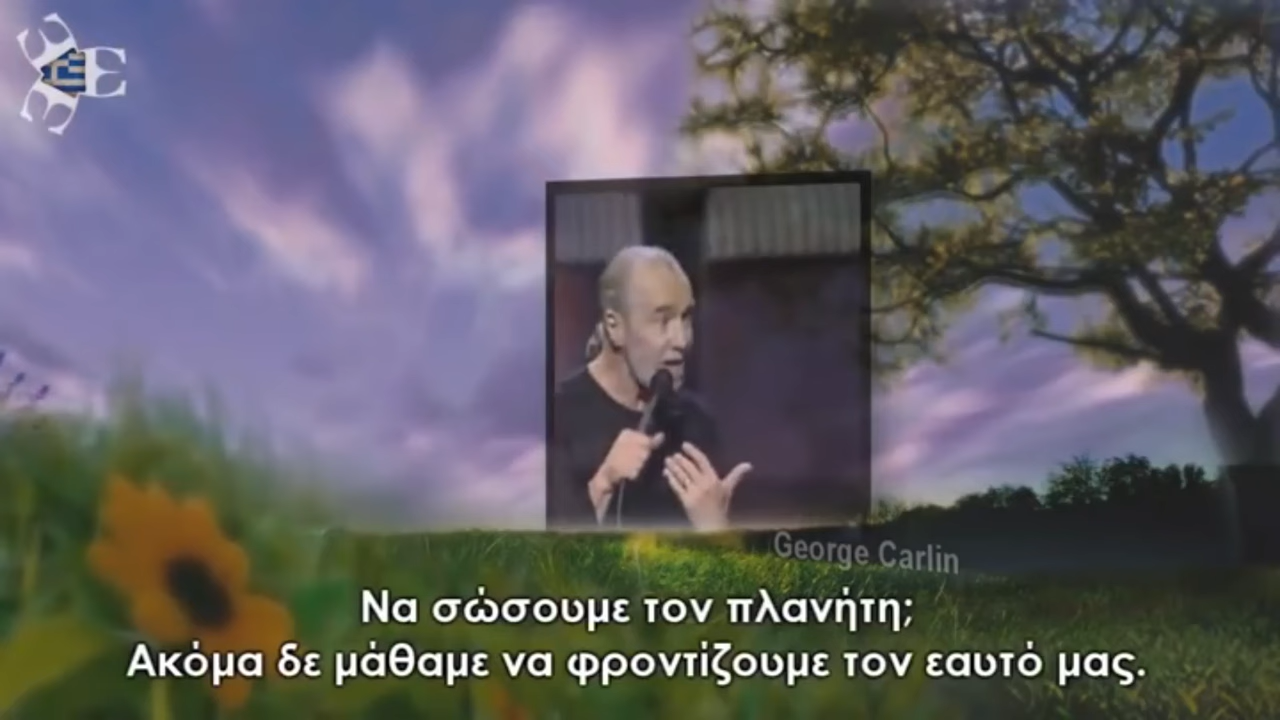 George Carlin
Να σώσουμε τον πλανήτη;
Ακόμα δε μάθαμε να φροντίζουμε τον εαυτό μας.